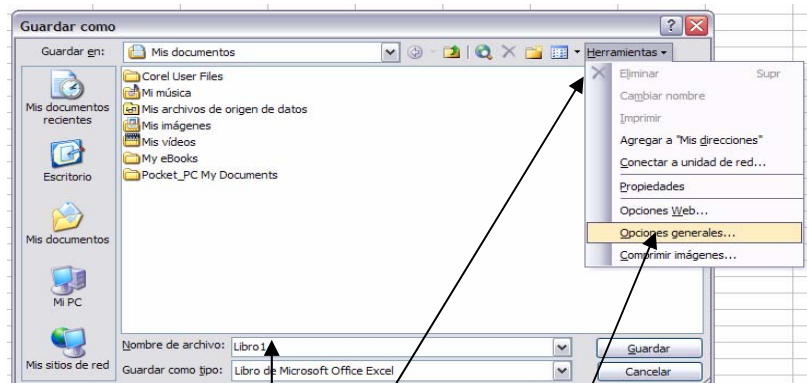 Guardar como
Guardar en:
Mis documentos
Herramientas
Mis documentos recientes
Escritorio
Mis documentos
Mi PC
Mis sitios de red
Corel User Files
Mi música
Mis archivos de origen de datos
Mis imágenes
Mis vídeos
My eBooks
Pocket_PC My Documents
Eliminar Supr
Cambiar nombre
Imprimir
Agregar a "Mis direcciones"
Conectar a unidad de red...
Propiedades
Opciones Web...
Opciones generales...
Comprimir imágenes...
Nombre de archivo: Libro1
Guardar
Guardar como tipo: Libro de Microsoft Office Excel
Cancelar